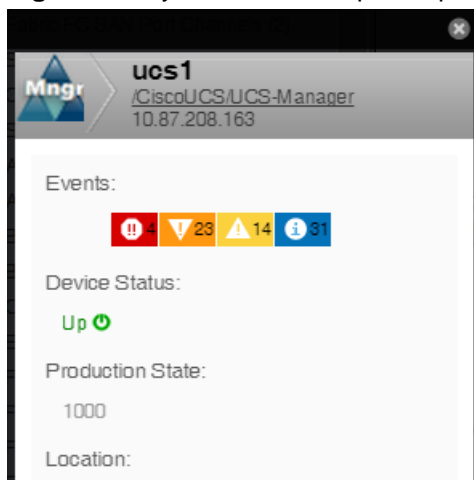 Mngr
ucs1
/CiscoUCS/UCS-Manager
10.87.208.163
Events:
4 23 14 31
Device Status:
Up
Production State:
1000
Location: